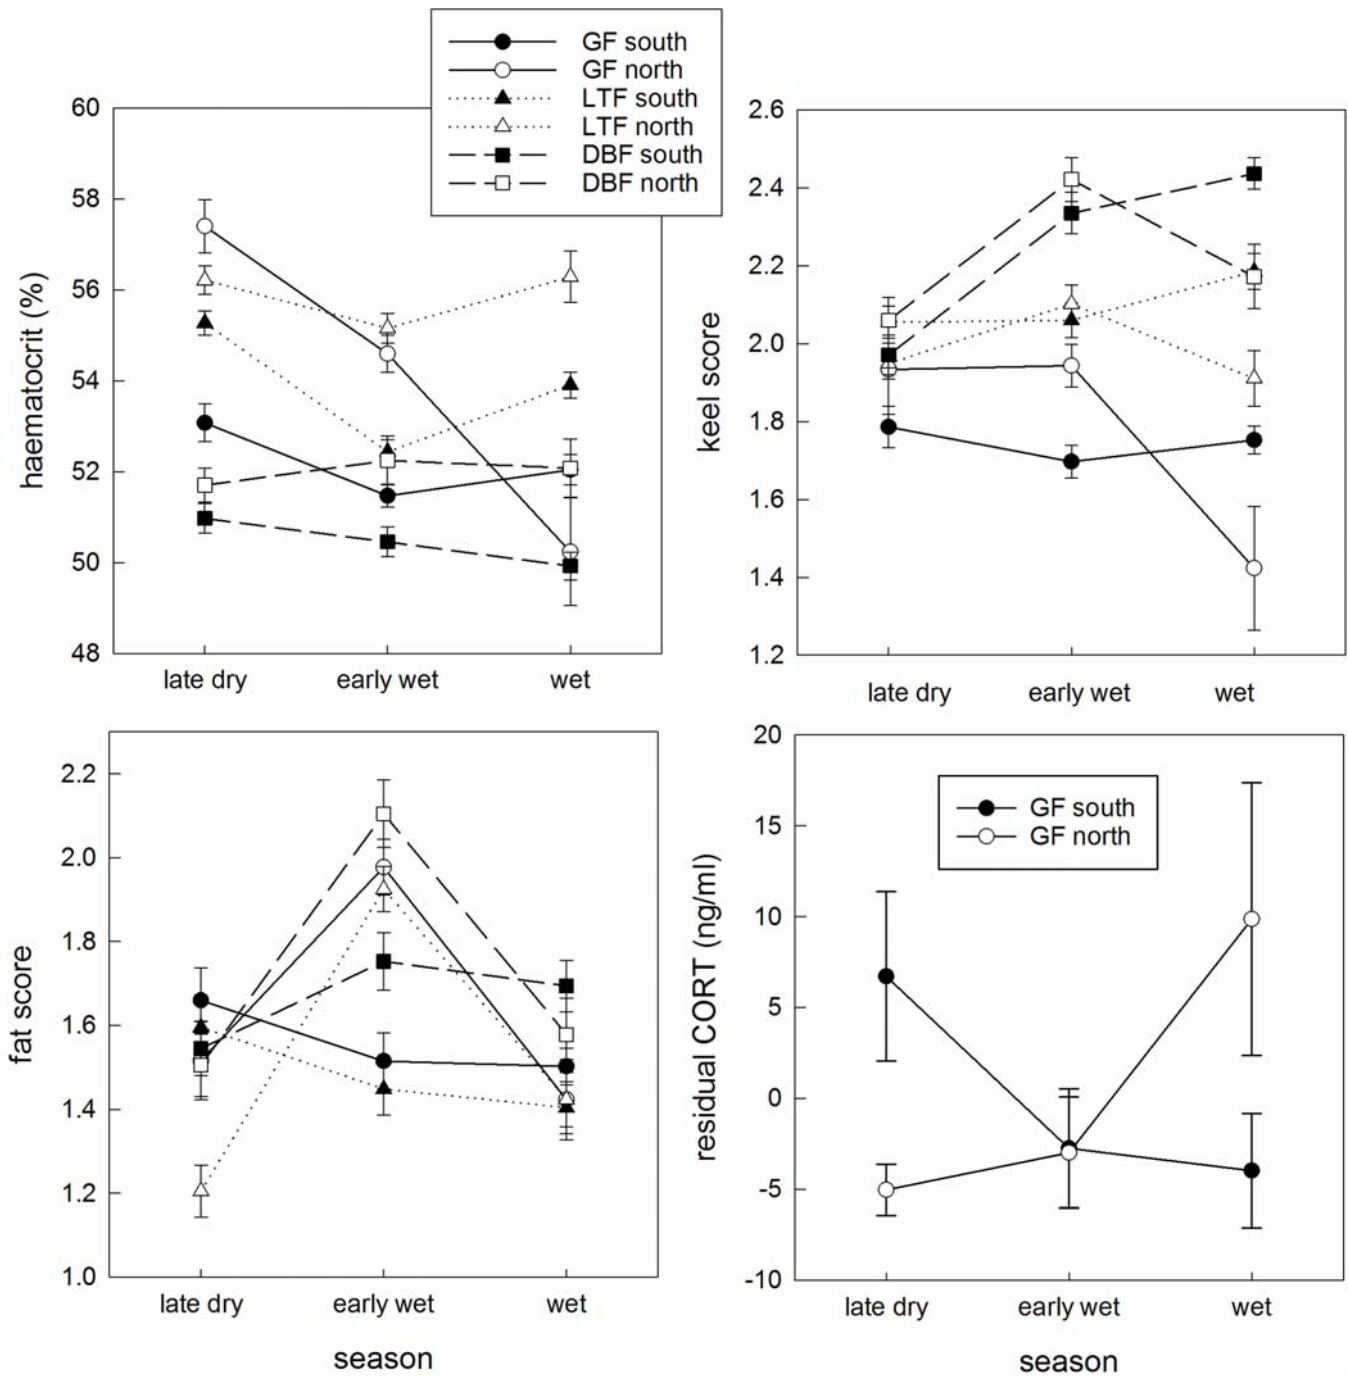 GF south
GF north
LTF south
LTF north
DBF south
DBF north
60
58
56
54
52
50
48
haematocrit (%)
late dry early wet wet
2.6
2.4
2.2
2.0
1.8
1.6
1.4
1.2
keel score
late dry early wet wet
2.2
2.0
1.8
1.6
1.4
1.2
1.0
fat score
late dry early wet wet
season
GF south
GF north
20
15
10
5
0
-5
-10
residual CORT (ng/ml)
late dry early wet wet
season